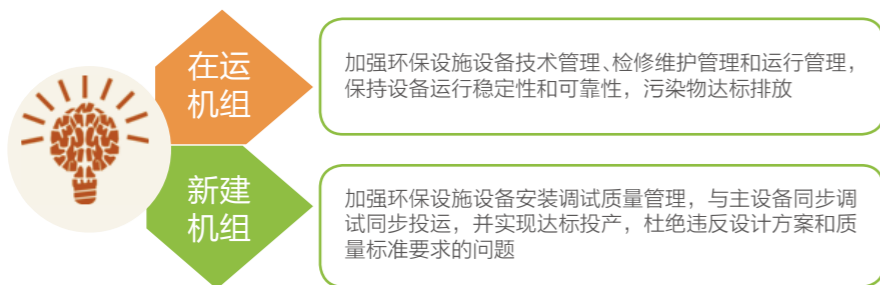 在运
机组
加强环保设施设备技术管理、检修维护管理和运行管理，
保持设备运行稳定性和可靠性，污染物达标排放
新建
机组
加强环保设施设备安装调试质量管理，与主设备同步调
试同步投运，并实现达标投产，杜绝违反设计方案和质
量标准要求的问题